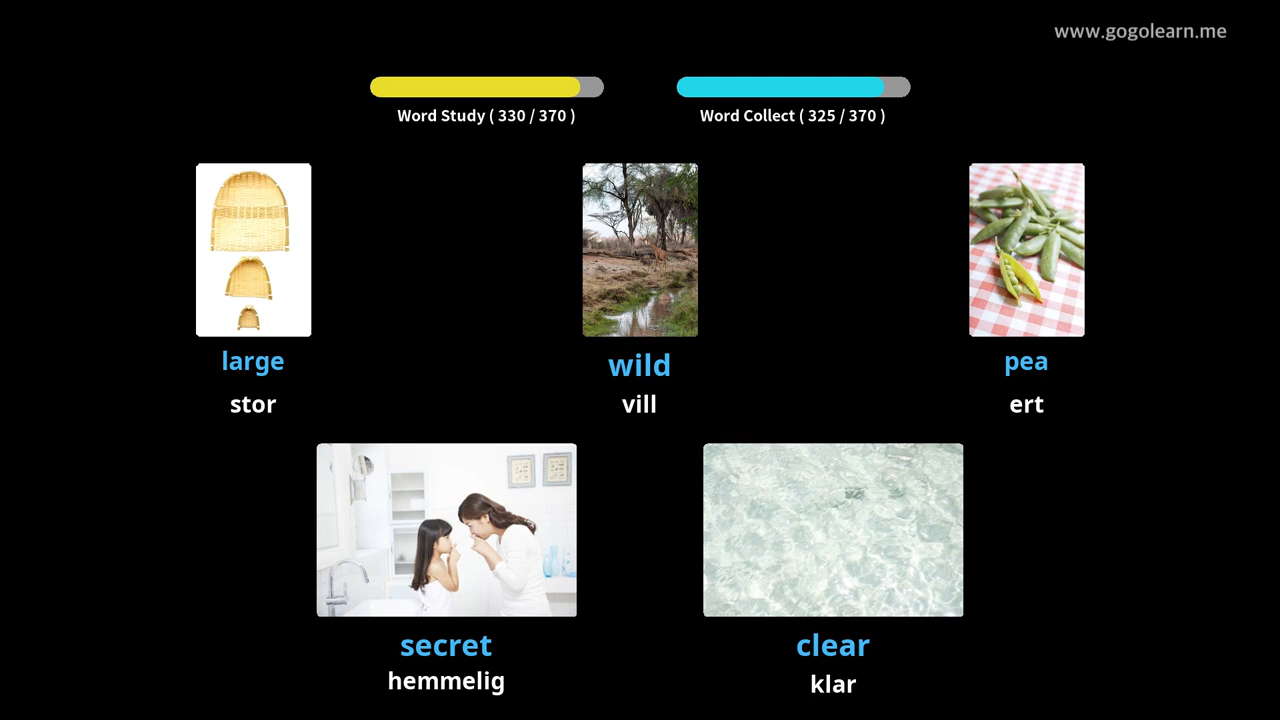 www.gogolearn.me
Word Study ( 330 / 370 )
Word Collect ( 325 / 370 )
large
stor
wild
vill
pea
ert
secret
hemmelig
clear
klar